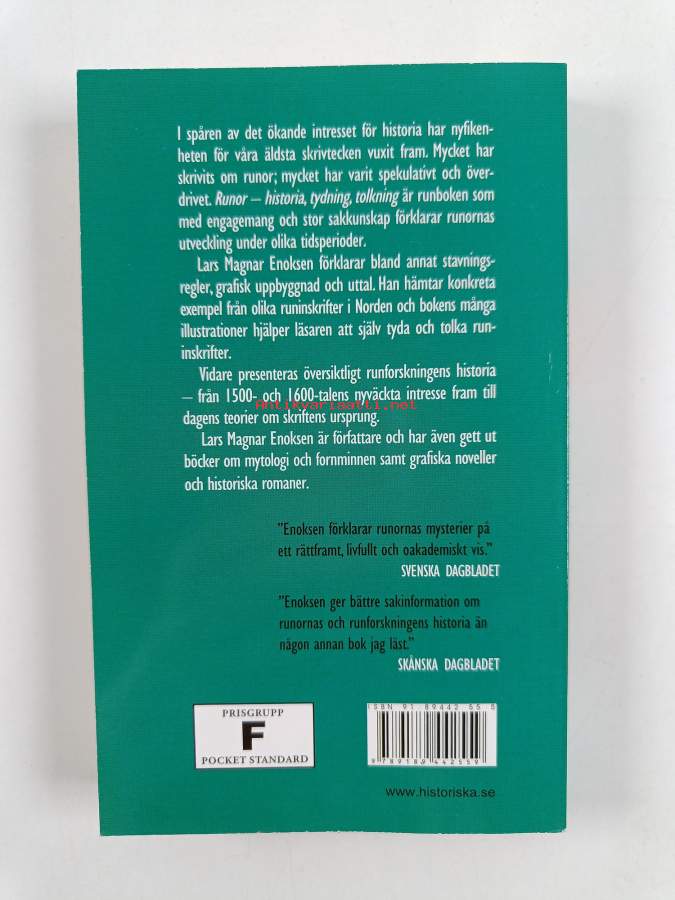 I spåren av det ökande intresset för historia har nyfiken-
heten för våra äldsta skrivtecken vuxit fram. Mycket har
skrivits om runor; mycket har varit spekulativt och över-
drivet. Runor – historia, tydning, tolkning är runboken som
med engagemang och stor sakkunskap förklarar runornas
utveckling under olika tidsperioder.
Lars Magnar Enoksen förklarar bland annat stavnings-
regler, grafisk uppbyggnad och uttal. Han hämtar konkreta
exempel från olika runinskrifter i Norden och bokens många
illustrationer hjälper läsaren att själv tyda och tolka run-
inskrifter.
Vidare presenteras översiktligt runforskningens historia
– från 1500- och 1600-talens nyväckta intresse fram till
Antikvariaatti.net
dagens teorier om skriftens ursprung.
Lars Magnar Enoksen är författare och har även gett ut
böcker om mytologi och fornminnen samt grafiska noveller
och historiska romaner.
”Enoksen förklarar runornas mysterier på
ett rättframt, livfullt och oakademiskt vis.”
SVENSKA DAGBLADET
”Enoksen ger bättre sakinformation om
runornas och runforskningens historia än
någon annan bok jag läst.”
SKÅNSKA DAGBLADET
PRISGRUPP
F
POCKET STANDARD
ISBN 91 89442 55 5
9 789189 442559
www.historiska.se